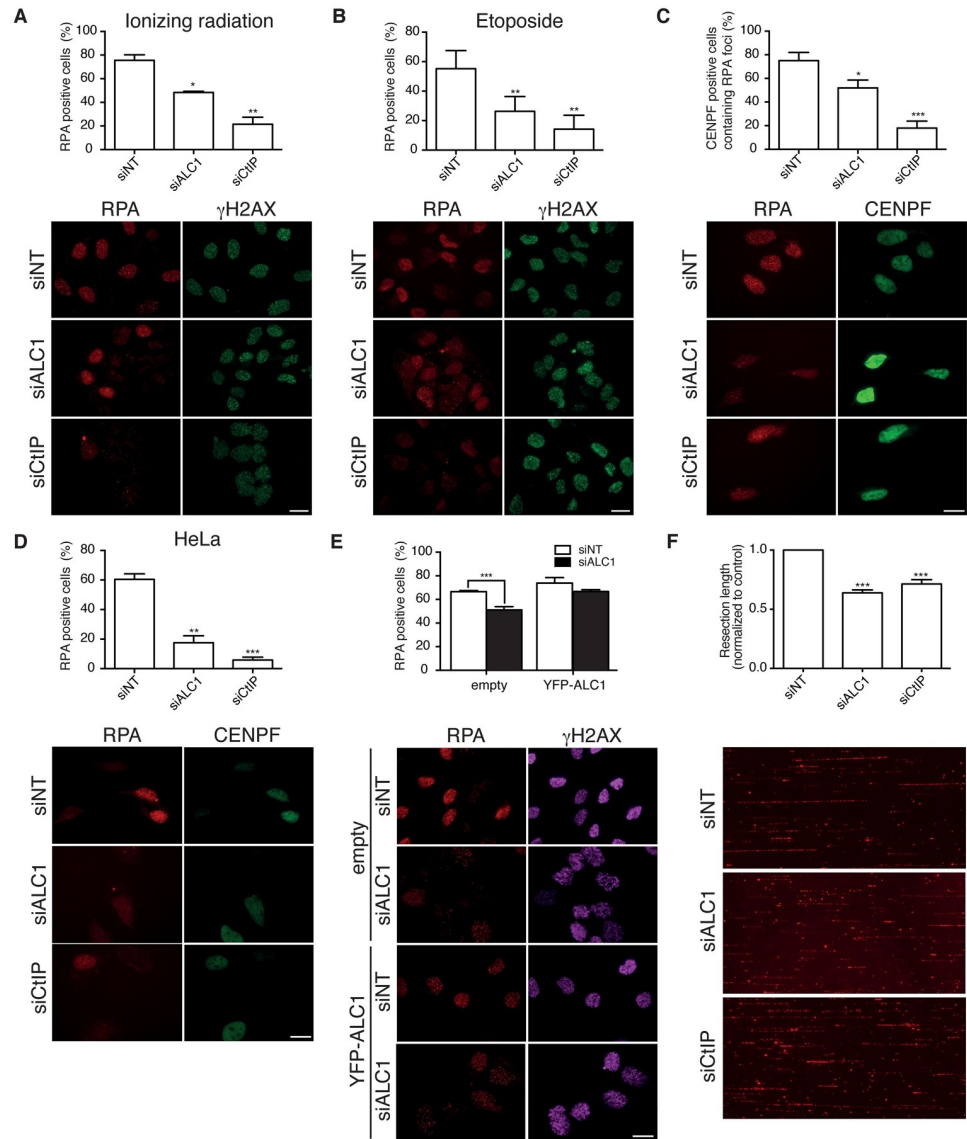 A
Ionizing radiation
RPA positive cells (%)
80
60
40
20
0
*
**
siNT
siALC1
siCtIP
RPA
γH2AX
siNT
siALC1
siCtIP
B
Etoposide
RPA positive cells (%)
80
60
40
20
0
**
**
siNT
siALC1
siCtIP
RPA
γH2AX
siNT
siALC1
siCtIP
C
CENPF positive cells
containing RPA foci (%)
100
80
60
40
20
0
*
***
siNT
siALC1
siCtIP
RPA
CENPF
siNT
siALC1
siCtIP
D
HeLa
RPA positive cells (%)
80
60
40
20
0
**
***
siNT
siALC1
siCtIP
RPA
CENPF
siNT
siALC1
siCtIP
E
RPA positive cells (%)
100
80
60
40
60
0
***
siNT
siALC1
empty
YFP-ALC1
RPA
γH2AX
empty
siNT
siALC1
YFP-ALC1
siNT
siALC1
F
Resection length
(normalized to control)
1.0
0.5
1.0
***
***
siNT
siALC1
siCtIP
siNT
siALC1
siCtIP